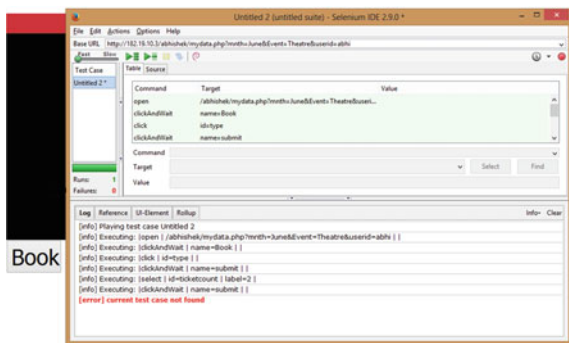 Untitled 2 (untitled suite) - Selenium IDE 2.9.0 *
File Edit Actions Options Help
Base URL http://182.19.10.3/abhishek/mydata.php?mnth=June&Event=Theatre&userid=abhi
Fast Slow
Test Case
Table Source
Untitled 2 *
Command Target Value
open /abhishek/mydata.php?mnth=June&Event=Theatre&useri...
clickAndWait name=Book
click id=type
clickAndWait name=submit
Command
Target Select Find
Value
Runs: 1
Failures: 0
Log Reference UI-Element Rollup Info- Clear
[info] Playing test case Untitled 2
[info] Executing: |open | /abhishek/mydata.php?mnth=June&Event=Theatre&userid=abhi | |
[info] Executing: |clickAndWait | name=Book | |
[info] Executing: |click | id=type | |
[info] Executing: |clickAndWait | name=submit | |
[info] Executing: |select | id=ticketcount | label=2 |
[info] Executing: |clickAndWait | name=submit | |
[error] current test case not found
Book